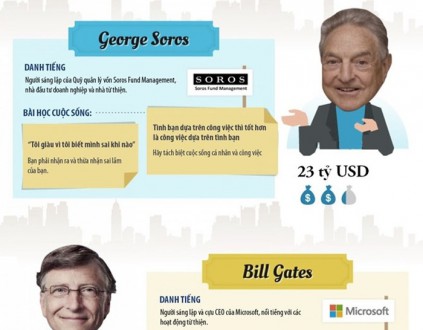 George Soros
DANH TIẾNG
Người sáng lập của Quỹ quản lý vốn Soros Fund Management,
nhà đầu tư doanh nghiệp và nhà từ thiện.
SOROS
Soros Fund Management
BÀI HỌC CUỘC SỐNG:
"Tôi giàu vì tôi biết mình sai khi nào"
Bạn phải nhận ra và thừa nhận sai lầm
của bạn.
Tình bạn dựa trên công việc thì tốt hơn
là công việc dựa trên tình bạn
Hãy tách biệt cuộc sống cá nhân và công việc
23 tỷ USD
$ $ $
Bill Gates
DANH TIẾNG
Người sáng lập và cựu CEO của Microsoft, nổi tiếng với các
hoạt động từ thiện.
Microsoft